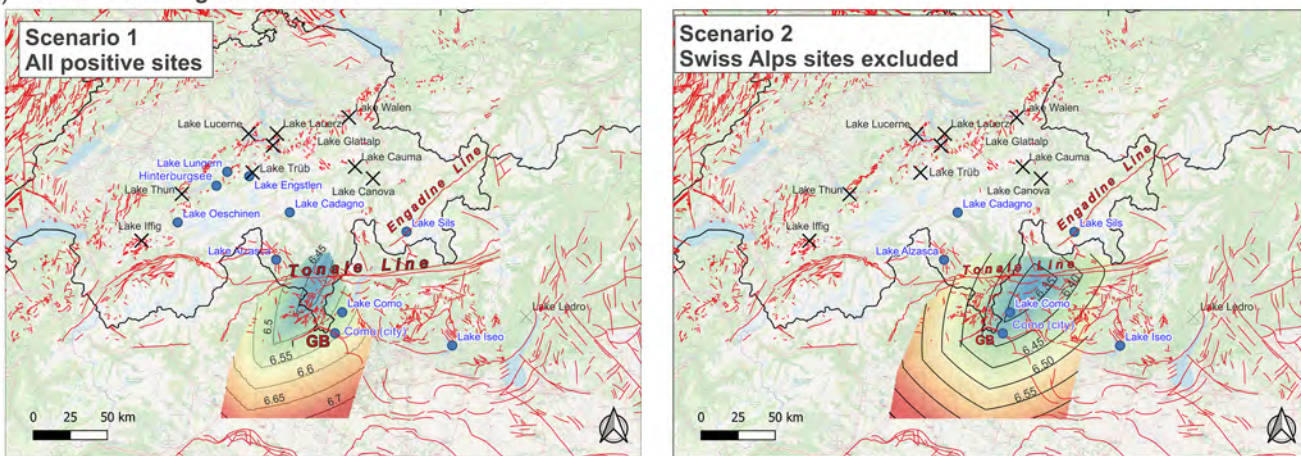 Scenario 1
All positive sites
Lake Walen
Lake Lucerne
Lake Lauerz
Lake Glattalp
Lake Lungern
Lake Trüb
Lake Cauma
Hinterburgsee
Lake Engstlen
Lake Thun
Lake Canova
Engadine Line
Lake Oeschinen
Lake Cadagno
Lake Iffig
Lake Sils
Lake Alzasca
6.45
Tonale Line
Lake Ledro
Lake Como
6.5
Como (city)
GB
Lake Iseo
6.55
6.6
6.65
6.7
0 25 50 km
Scenario 2
Swiss Alps sites excluded
Lake Walen
Lake Lucerne
Lake Lauerz
Lake Glattalp
Lake Trüb
Lake Cauma
Lake Thun
Lake Canova
Engadine Line
Lake Cadagno
Lake Iffig
Lake Sils
Lake Alzasca
Tonale Line
6.35
6.40
Lake Como
Lake Ledro
Como (city)
GB
6.45
Lake Iseo
6.50
6.55
0 25 50 km